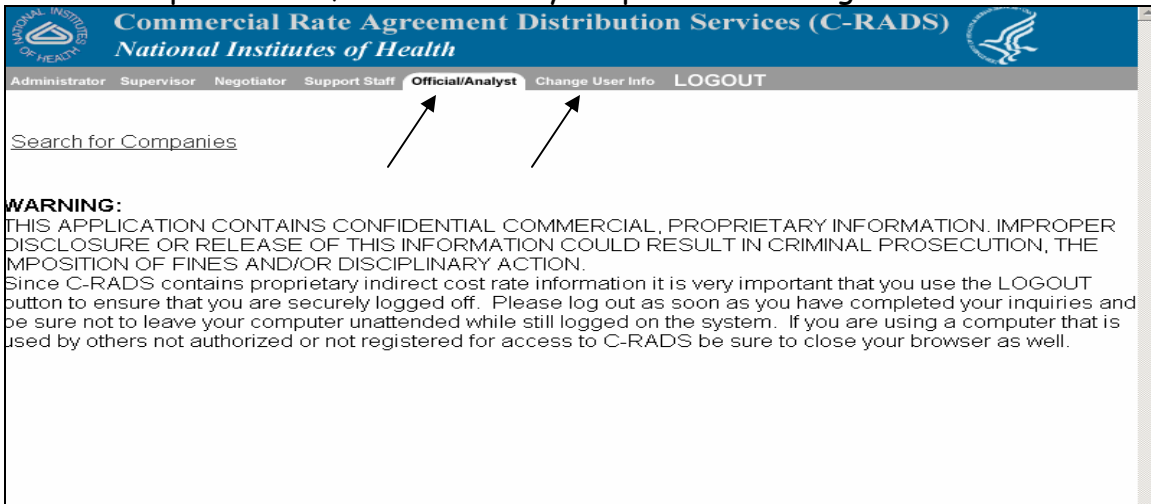 Commercial Rate Agreement Distribution Services (C-RADS)
National Institutes of Health
NATIONAL INSTITUTES OF HEALTH
Administrator Supervisor Negotiator Support Staff Official/Analyst Change User Info LOGOUT
Search for Companies
WARNING:
THIS APPLICATION CONTAINS CONFIDENTIAL COMMERCIAL, PROPRIETARY INFORMATION. IMPROPER
DISCLOSURE OR RELEASE OF THIS INFORMATION COULD RESULT IN CRIMINAL PROSECUTION, THE
IMPOSITION OF FINES AND/OR DISCIPLINARY ACTION.
Since C-RADS contains proprietary indirect cost rate information it is very important that you use the LOGOUT
button to ensure that you are securely logged off. Please log out as soon as you have completed your inquiries and
be sure not to leave your computer unattended while still logged on the system. If you are using a computer that is
used by others not authorized or not registered for access to C-RADS be sure to close your browser as well.